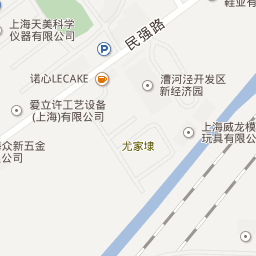 上海天美科学
仪器有限公司
鞋业有
P
民强路
诺心LECAKE
漕河泾开发区
新经济园
爱立许工艺设备
(上海)有限公司
上海威龙模
玩具有限公
尤家埭
众新五金
公司